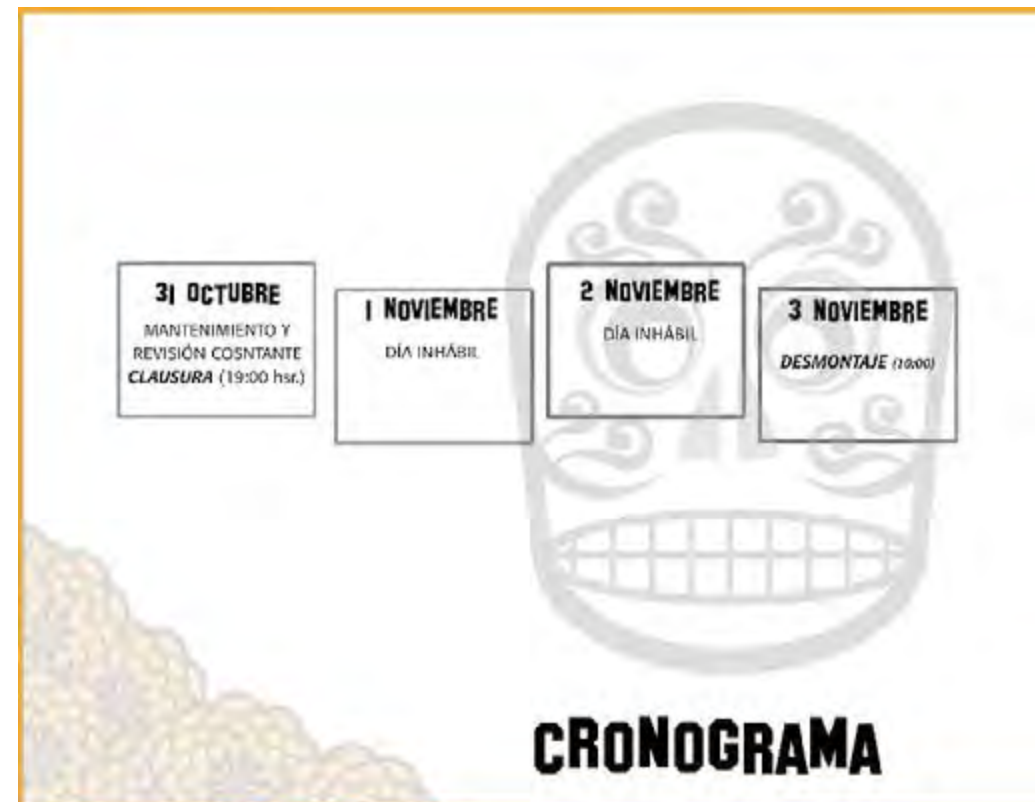 31 OCTUBRE
MANTENIMIENTO Y
REVISIÓN COSNTANTE
CLAUSURA (19:00 hsr.)
1 NOVIEMBRE
DÍA INHÁBIL
2 NOVIEMBRE
DÍA INHÁBIL
3 NOVIEMBRE
DESMONTAJE (10:00)
CRONOGRAMA